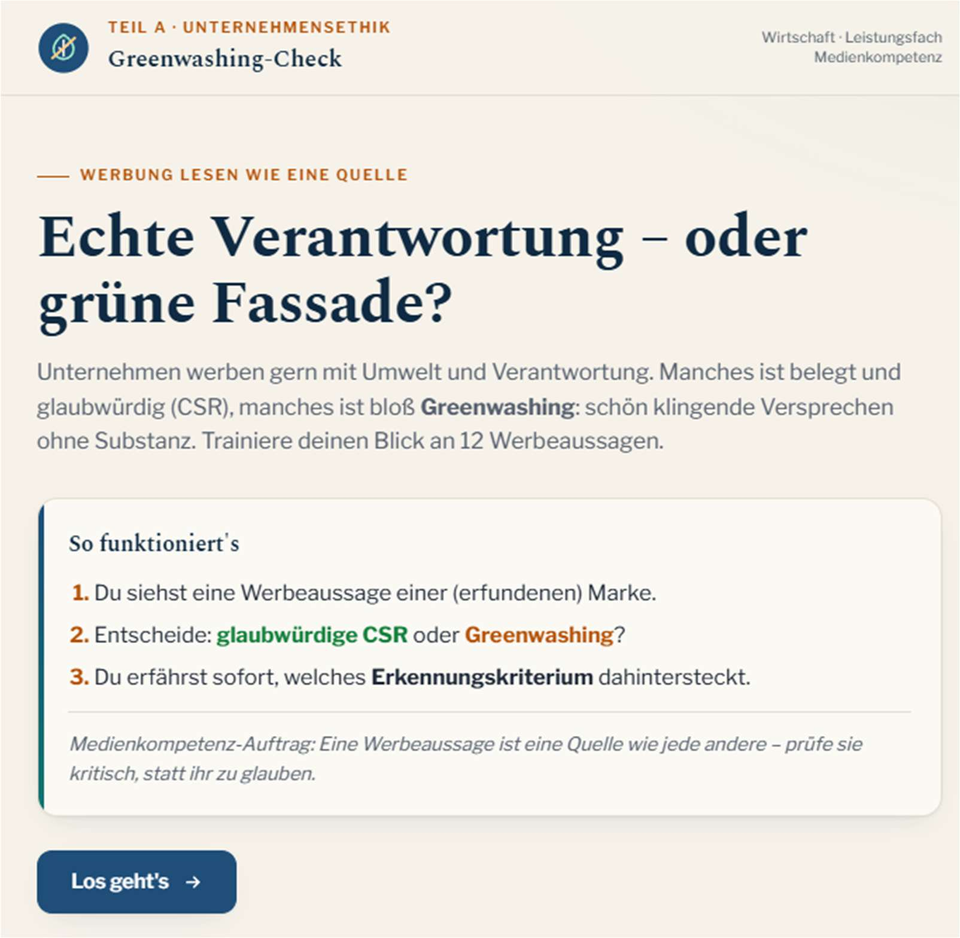 TEIL A · UNTERNEHMENSETHIK
Greenwashing-Check
Wirtschaft · Leistungsfach
Medienkompetenz
WERBUNG LESEN WIE EINE QUELLE
Echte Verantwortung – oder
grüne Fassade?
Unternehmen werben gern mit Umwelt und Verantwortung. Manches ist belegt und
glaubwürdig (CSR), manches ist bloß Greenwashing: schön klingende Versprechen
ohne Substanz. Trainiere deinen Blick an 12 Werbeaussagen.
So funktioniert's
1. Du siehst eine Werbeaussage einer (erfundenen) Marke.
2. Entscheide: glaubwürdige CSR oder Greenwashing?
3. Du erfährst sofort, welches Erkennungskriterium dahintersteckt.
Medienkompetenz-Auftrag: Eine Werbeaussage ist eine Quelle wie jede andere – prüfe sie
kritisch, statt ihr zu glauben.
Los geht's →